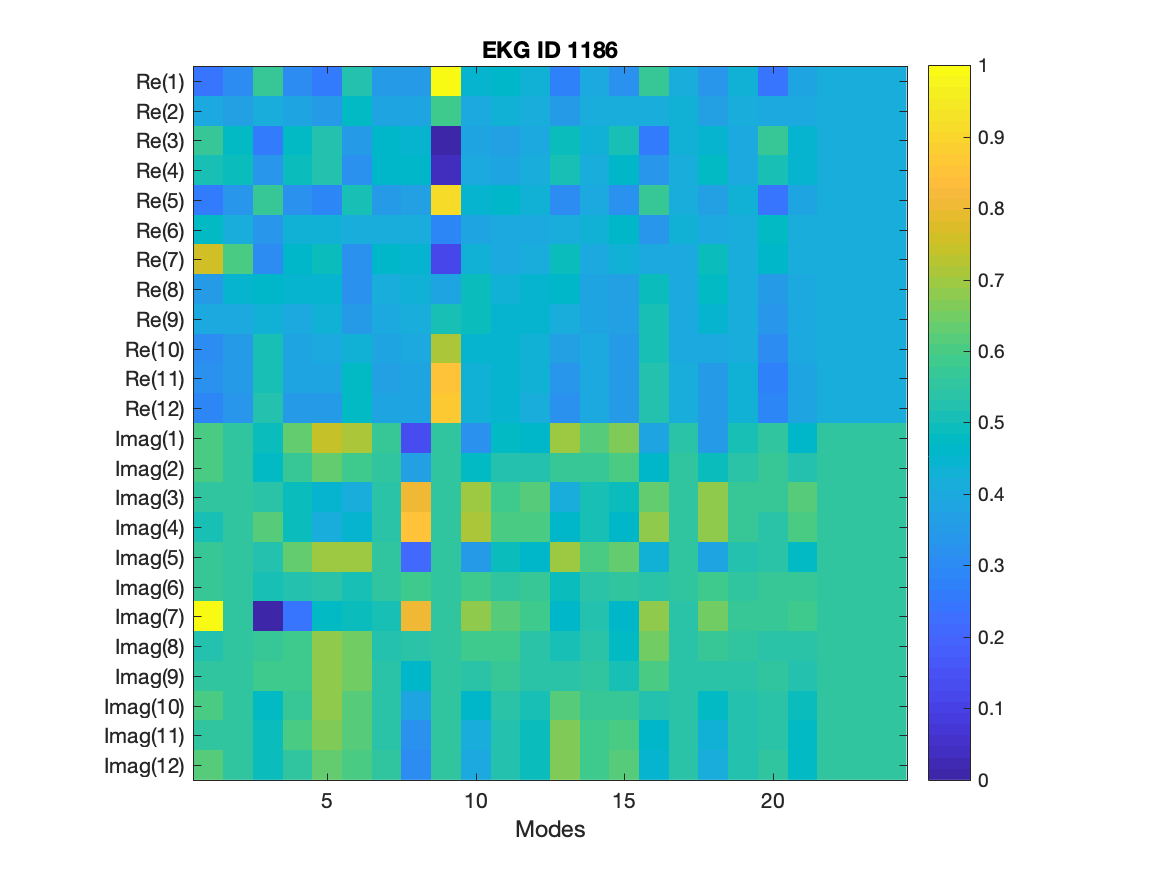 EKG ID 1186
Re(1)
Re(2)
Re(3)
Re(4)
Re(5)
Re(6)
Re(7)
Re(8)
Re(9)
Re(10)
Re(11)
Re(12)
Imag(1)
Imag(2)
Imag(3)
Imag(4)
Imag(5)
Imag(6)
Imag(7)
Imag(8)
Imag(9)
Imag(10)
Imag(11)
Imag(12)
5 10 15 20
Modes
1
0.9
0.8
0.7
0.6
0.5
0.4
0.3
0.2
0.1
0